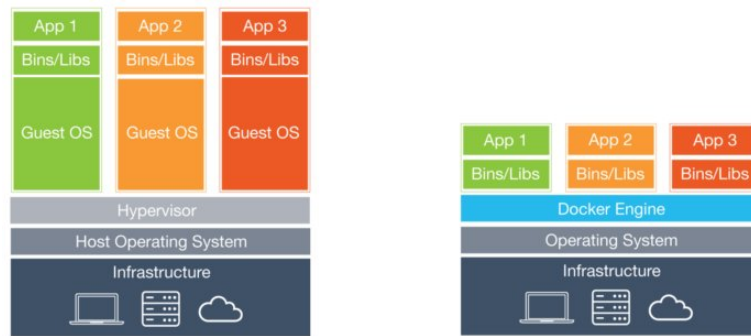 App 1
Bins/Libs
Guest OS
App 2
Bins/Libs
Guest OS
App 3
Bins/Libs
Guest OS
Hypervisor
Host Operating System
Infrastructure
App 1
Bins/Libs
App 2
Bins/Libs
App 3
Bins/Libs
Docker Engine
Operating System
Infrastructure